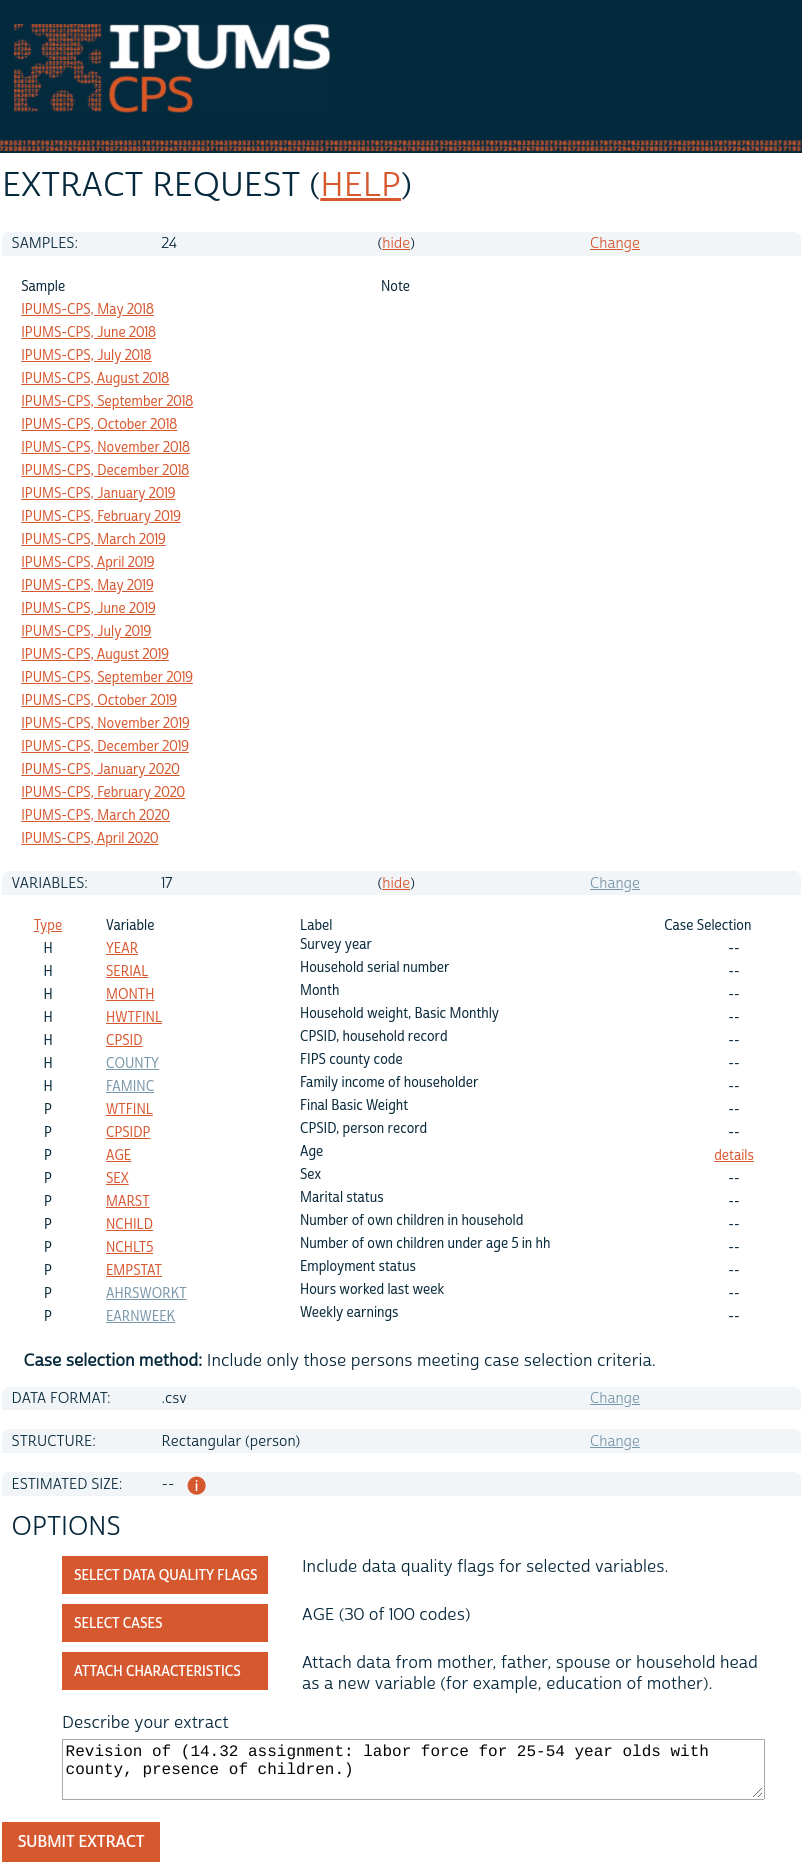 IPUMS
CPS
EXTRACT REQUEST (HELP)
SAMPLES: 24 (hide) Change
Sample Note
IPUMS-CPS, May 2018
IPUMS-CPS, June 2018
IPUMS-CPS, July 2018
IPUMS-CPS, August 2018
IPUMS-CPS, September 2018
IPUMS-CPS, October 2018
IPUMS-CPS, November 2018
IPUMS-CPS, December 2018
IPUMS-CPS, January 2019
IPUMS-CPS, February 2019
IPUMS-CPS, March 2019
IPUMS-CPS, April 2019
IPUMS-CPS, May 2019
IPUMS-CPS, June 2019
IPUMS-CPS, July 2019
IPUMS-CPS, August 2019
IPUMS-CPS, September 2019
IPUMS-CPS, October 2019
IPUMS-CPS, November 2019
IPUMS-CPS, December 2019
IPUMS-CPS, January 2020
IPUMS-CPS, February 2020
IPUMS-CPS, March 2020
IPUMS-CPS, April 2020
VARIABLES: 17 (hide) Change
Type Variable Label Case Selection
H YEAR Survey year --
H SERIAL Household serial number --
H MONTH Month --
H HWTFINL Household weight, Basic Monthly --
H CPSID CPSID, household record --
H COUNTY FIPS county code --
H FAMINC Family income of householder --
P WTFINL Final Basic Weight --
P CPSIDP CPSID, person record --
P AGE Age details
P SEX Sex --
P MARST Marital status --
P NCHILD Number of own children in household --
P NCHLT5 Number of own children under age 5 in hh --
P EMPSTAT Employment status --
P AHRSWORKT Hours worked last week --
P EARNWEEK Weekly earnings --
Case selection method: Include only those persons meeting case selection criteria.
DATA FORMAT: .csv Change
STRUCTURE: Rectangular (person) Change
ESTIMATED SIZE: -- i
OPTIONS
SELECT DATA QUALITY FLAGS Include data quality flags for selected variables.
SELECT CASES AGE (30 of 100 codes)
ATTACH CHARACTERISTICS Attach data from mother, father, spouse or household head
as a new variable (for example, education of mother).
Describe your extract
Revision of (14.32 assignment: labor force for 25-54 year olds with
county, presence of children.)
SUBMIT EXTRACT